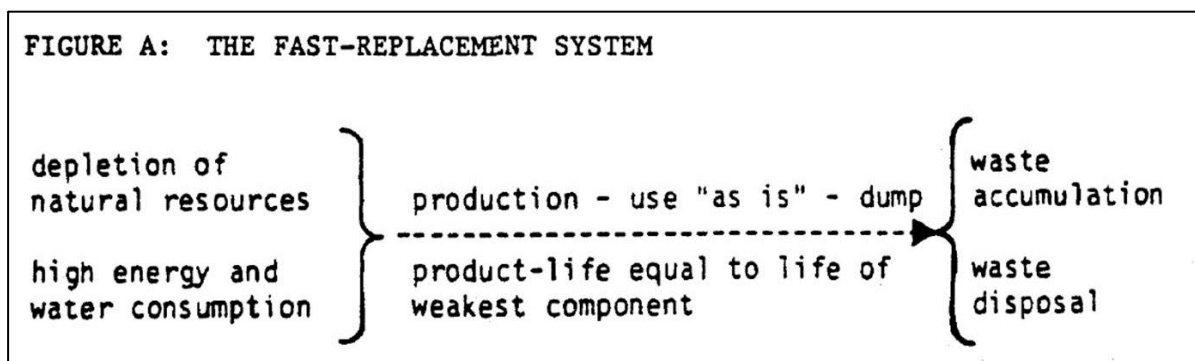 FIGURE A: THE FAST-REPLACEMENT SYSTEM
depletion of
natural resources
high energy and
water consumption
production - use "as is" - dump
product-life equal to life of
weakest component
waste
accumulation
waste
disposal